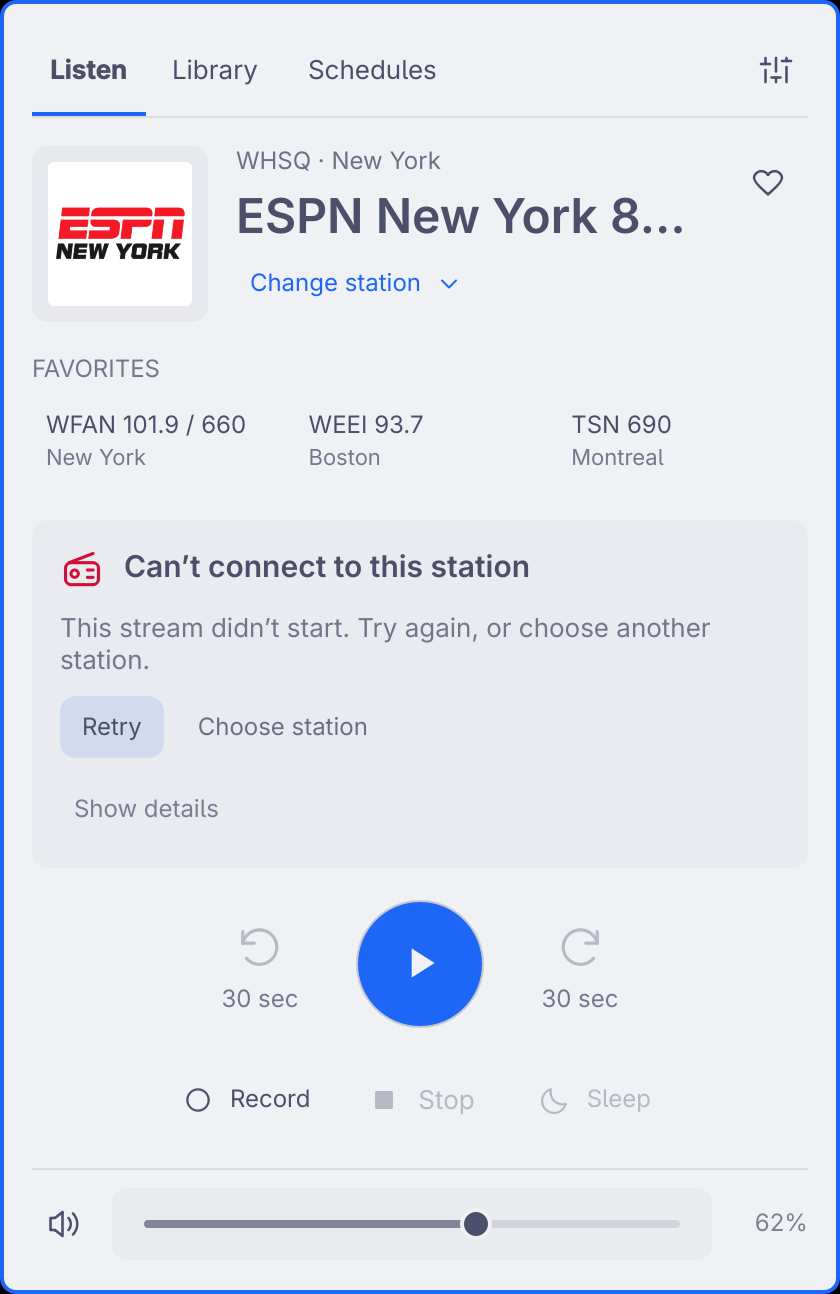 Listen Library Schedules
ESPN
NEW YORK
WHSQ · New York
ESPN New York 8...
Change station
FAVORITES
WFAN 101.9 / 660
New York
WEEI 93.7
Boston
TSN 690
Montreal
Can’t connect to this station
This stream didn’t start. Try again, or choose another
station.
Retry
Choose station
Show details
30 sec
30 sec
Record
Stop
Sleep
62%